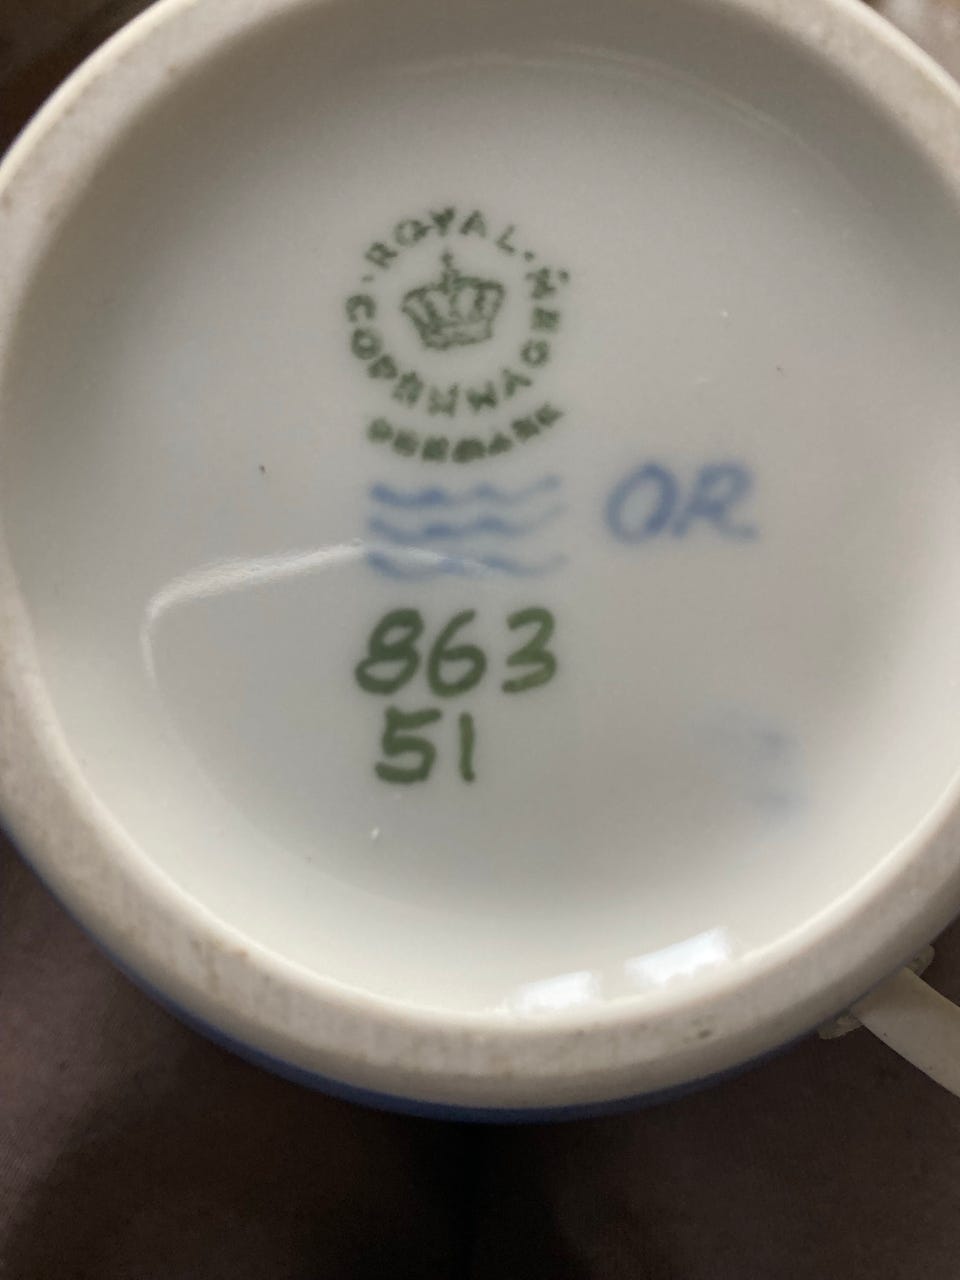 ROYAL
COPENHAGEN
DENMARK
OR
863
51